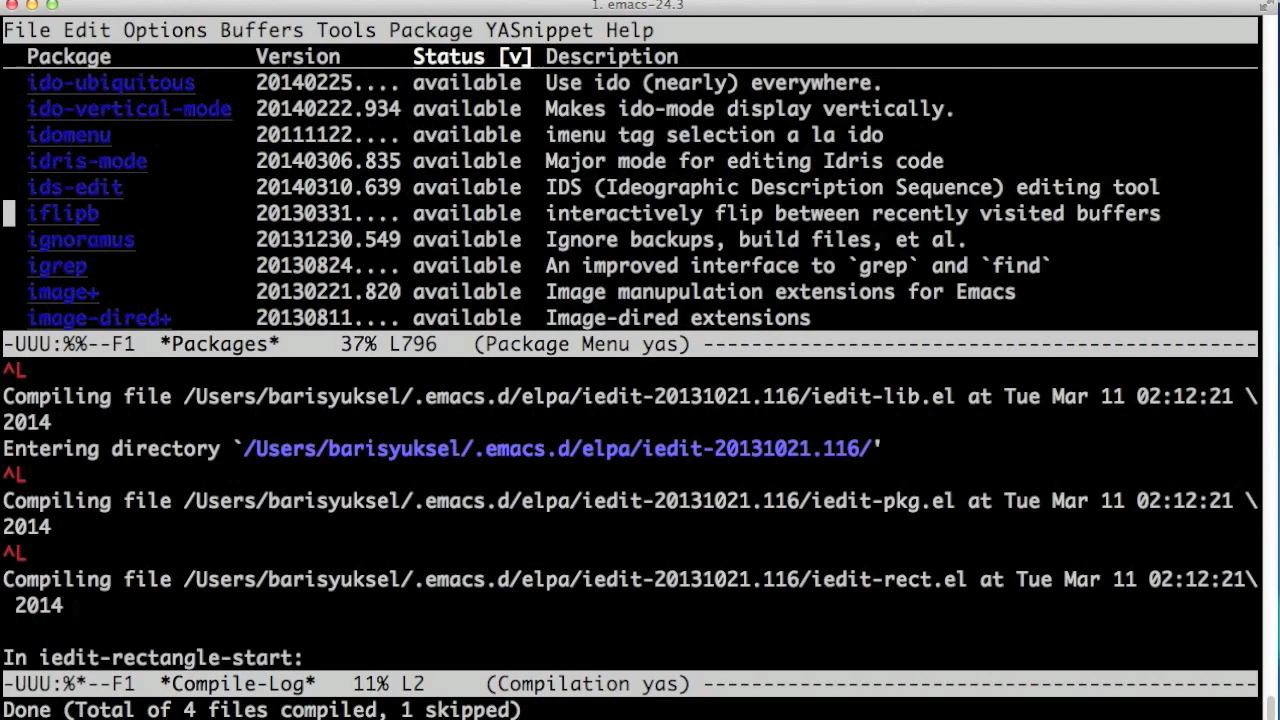 1. emacs-24.3
File Edit Options Buffers Tools Package YASnippet Help
Package Version Status [v] Description
ido-ubiquitous 20140225.... available Use ido (nearly) everywhere.
ido-vertical-mode 20140222.934 available Makes ido-mode display vertically.
idomenu 20111122.... available imenu tag selection a la ido
idris-mode 20140306.835 available Major mode for editing Idris code
ids-edit 20140310.639 available IDS (Ideographic Description Sequence) editing tool
iflipb 20130331.... available interactively flip between recently visited buffers
ignoramus 20131230.549 available Ignore backups, build files, et al.
igrep 20130824.... available An improved interface to `grep` and `find`
image+ 20130221.820 available Image manupulation extensions for Emacs
image-dired+ 20130811.... available Image-dired extensions
-UUU:%%--F1 *Packages* 37% L796 (Package Menu yas) -----------------------------------------------
^L
Compiling file /Users/barisyuksel/.emacs.d/elpa/iedit-20131021.116/iedit-lib.el at Tue Mar 11 02:12:21 \
2014
Entering directory `/Users/barisyuksel/.emacs.d/elpa/iedit-20131021.116/'
^L
Compiling file /Users/barisyuksel/.emacs.d/elpa/iedit-20131021.116/iedit-pkg.el at Tue Mar 11 02:12:21 \
2014
^L
Compiling file /Users/barisyuksel/.emacs.d/elpa/iedit-20131021.116/iedit-rect.el at Tue Mar 11 02:12:21\
2014
In iedit-rectangle-start:
-UUU:%*--F1 *Compile-Log* 11% L2 (Compilation yas) -----------------------------------------------
Done (Total of 4 files compiled, 1 skipped)